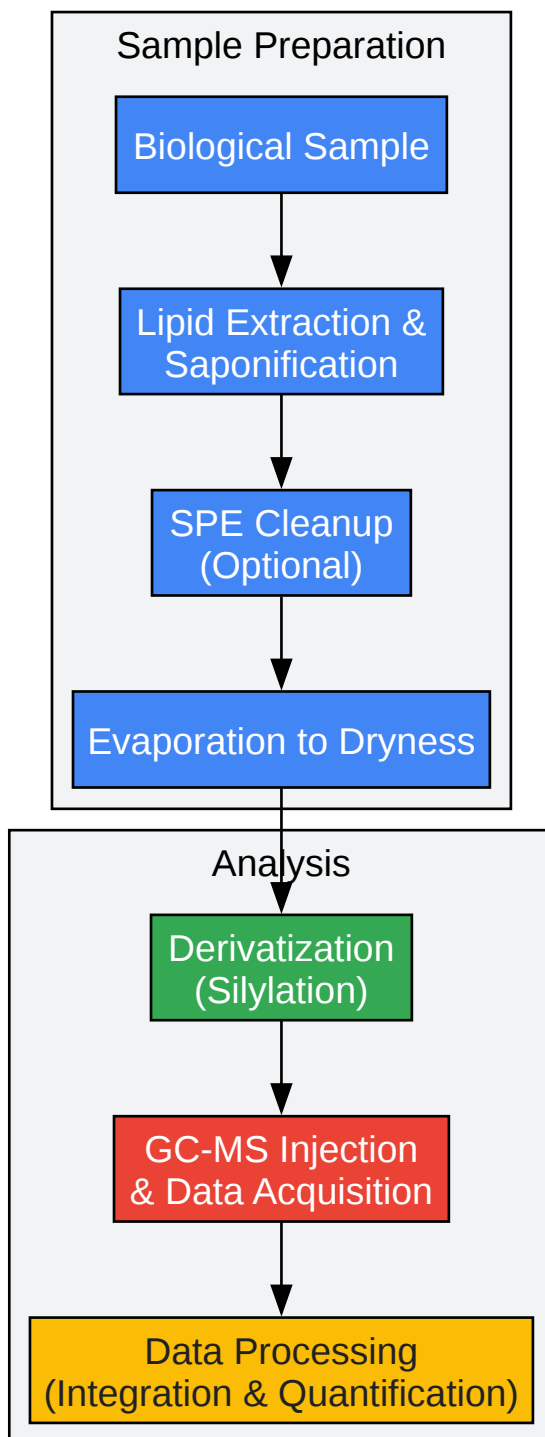 Sample Preparation
Biological Sample
Lipid Extraction &
Saponification
SPE Cleanup
(Optional)
Evaporation to Dryness
Analysis
Derivatization
(Silylation)
GC-MS Injection
& Data Acquisition
Data Processing
(Integration & Quantification)